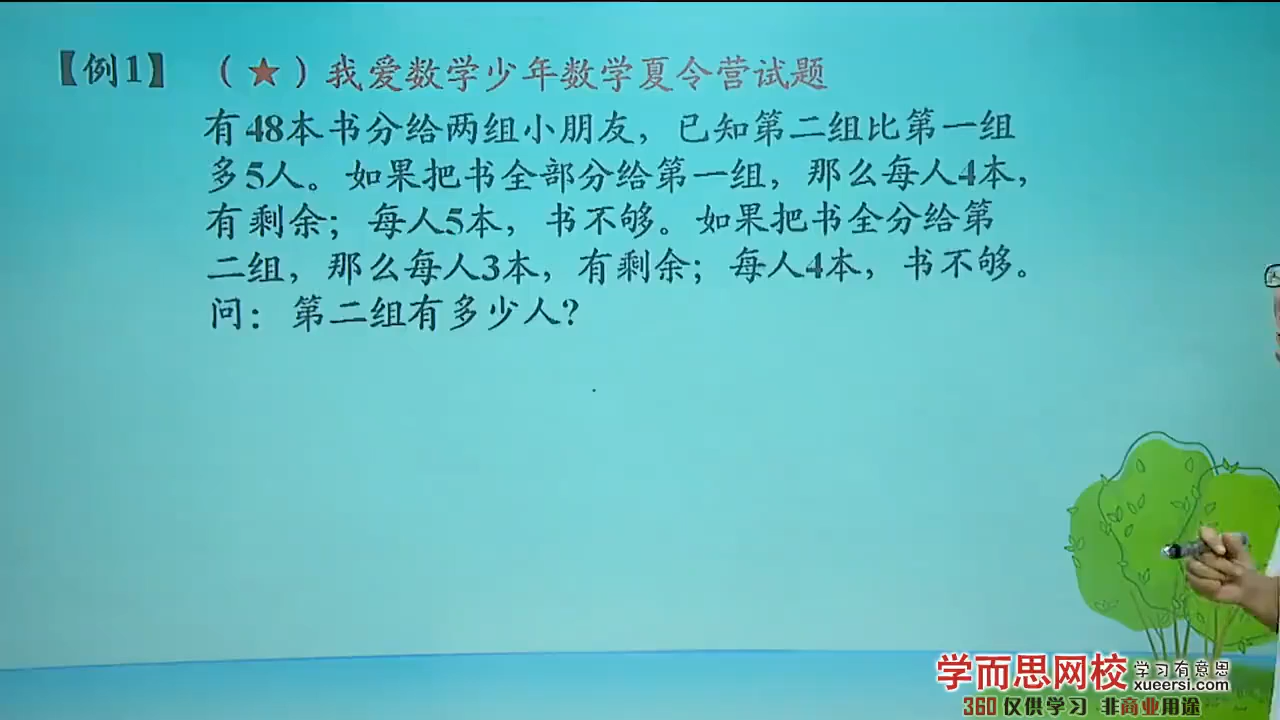 【例1】 (★)我爱数学少年数学夏令营试题
有48本书分给两组小朋友，已知第二组比第一组
多5人。如果把书全部分给第一组，那么每人4本，
有剩余；每人5本，书不够。如果把书全分给第
二组，那么每人3本，有剩余；每人4本，书不够。
问：第二组有多少人？
学而思网校 学习有意思
xueersi.com
360 仅供学习 非商业用途